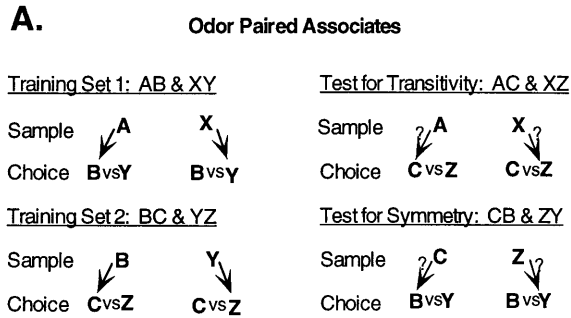 A.
Odor Paired Associates
Training Set 1: AB & XY
Sample A X
Choice B vs Y B vs Y
Training Set 2: BC & YZ
Sample B Y
Choice C vs Z C vs Z
Test for Transitivity: AC & XZ
Sample ? A X ?
Choice C vs Z C vs Z
Test for Symmetry: CB & ZY
Sample ? C Z ?
Choice B vs Y B vs Y